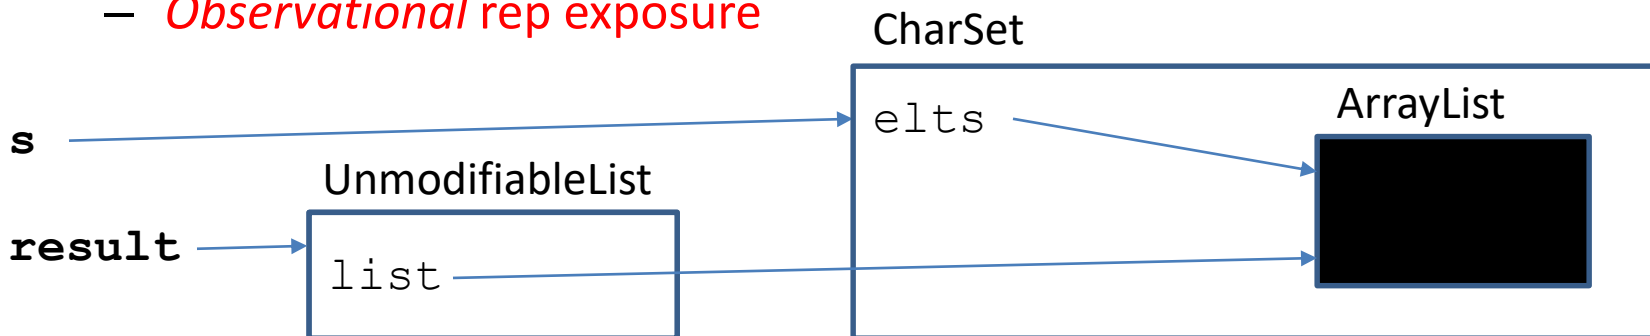 – Observational rep exposure
CharSet
elts
ArrayList
s
UnmodifiableList
result
list